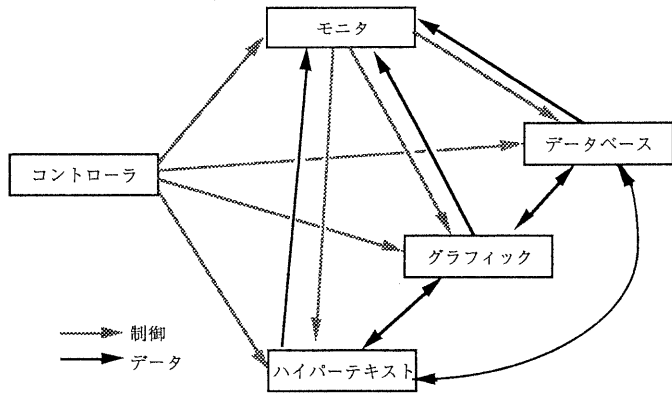 モニタ
データベース
コントローラ
グラフィック
制御
データ
ハイパーテキスト